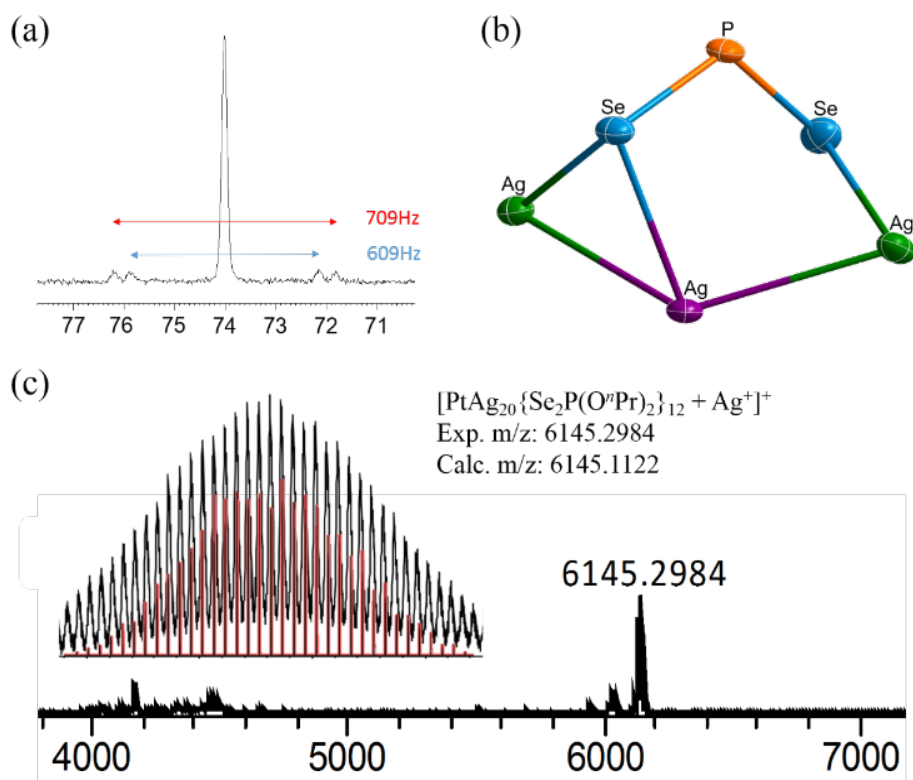 (a)
709Hz
609Hz
77 76 75 74 73 72 71
(b)
P
Se
Se
Ag
Ag
Ag
(c)
[PtAg₂₀{Se₂P(OⁿPr)₂}₁₂ + Ag⁺]⁺
Exp. m/z: 6145.2984
Calc. m/z: 6145.1122
6145.2984
4000 5000 6000 7000